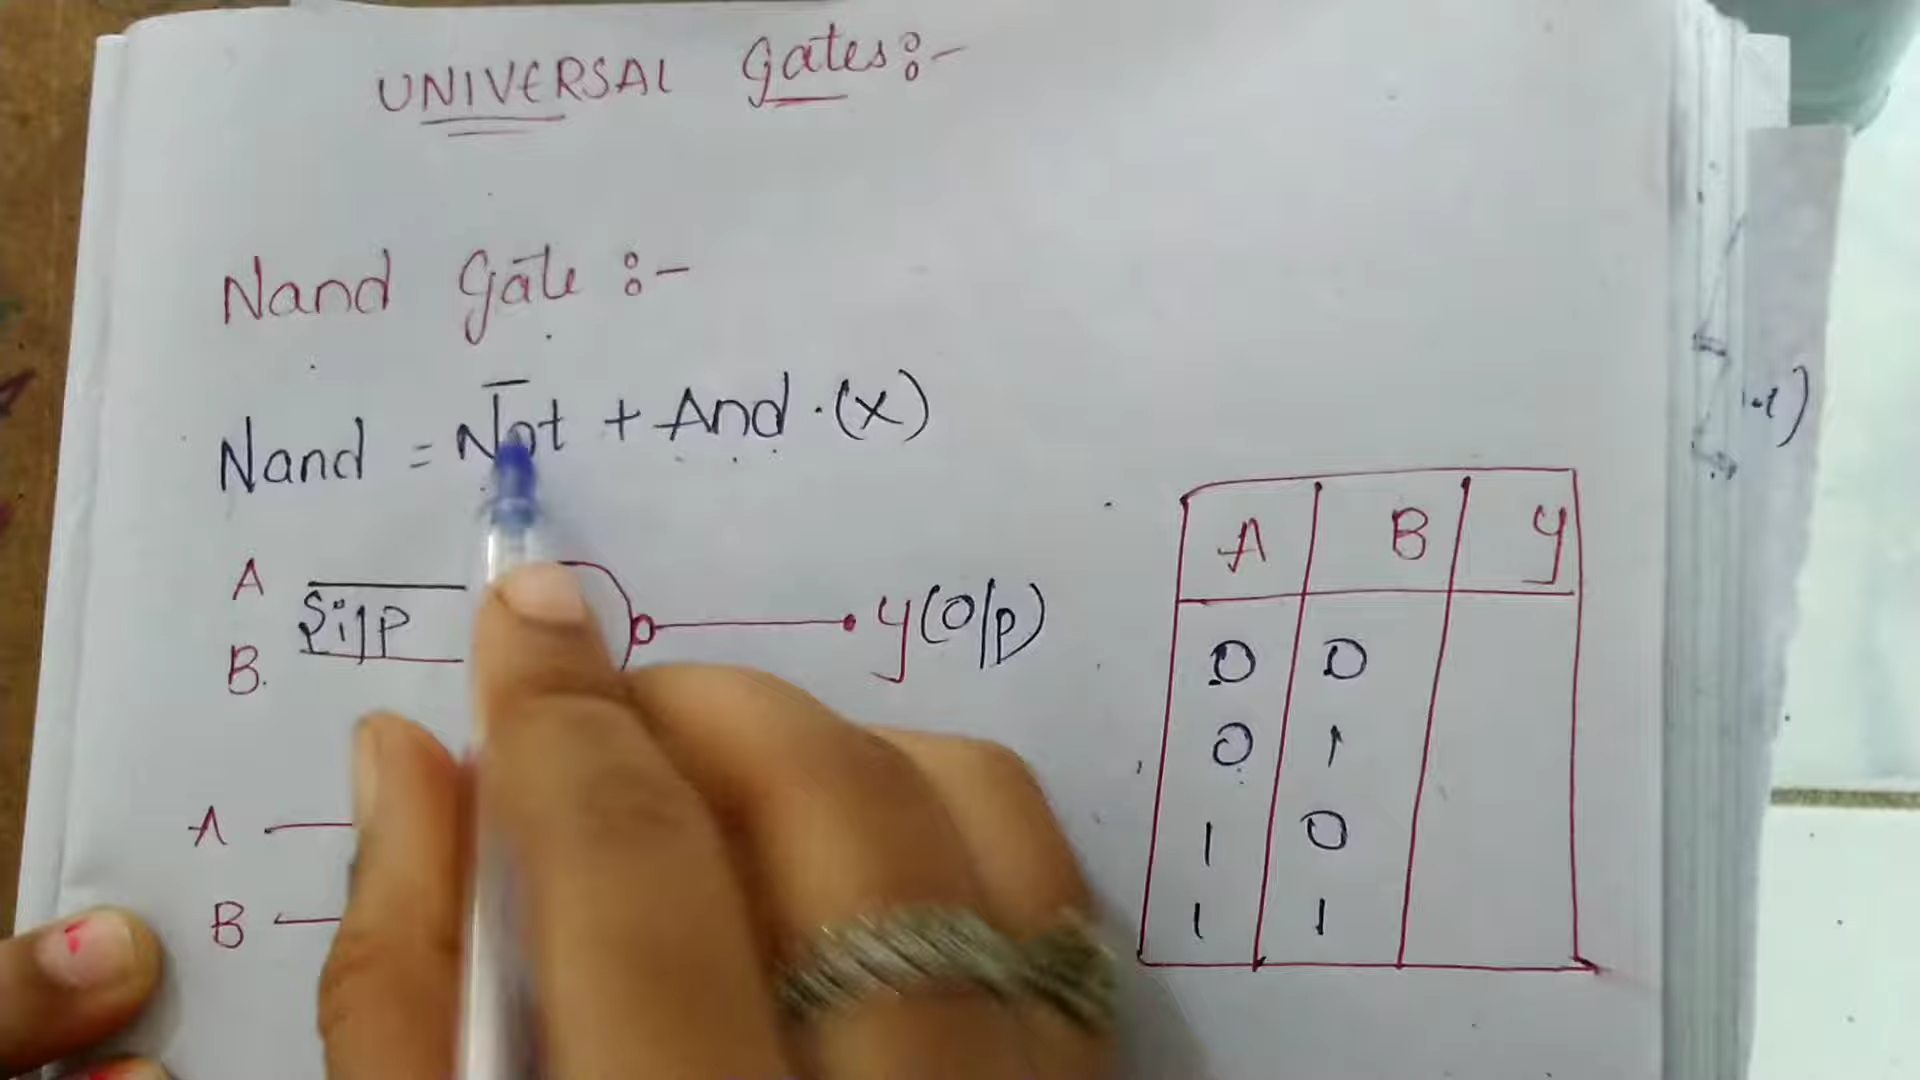 UNIVERSAL Gates:-
Nand Gate :-
Nand = Not + And . (x)
A
B.
y(O/p)
A
B
A B y
0 0
0 1
1 0
1 1